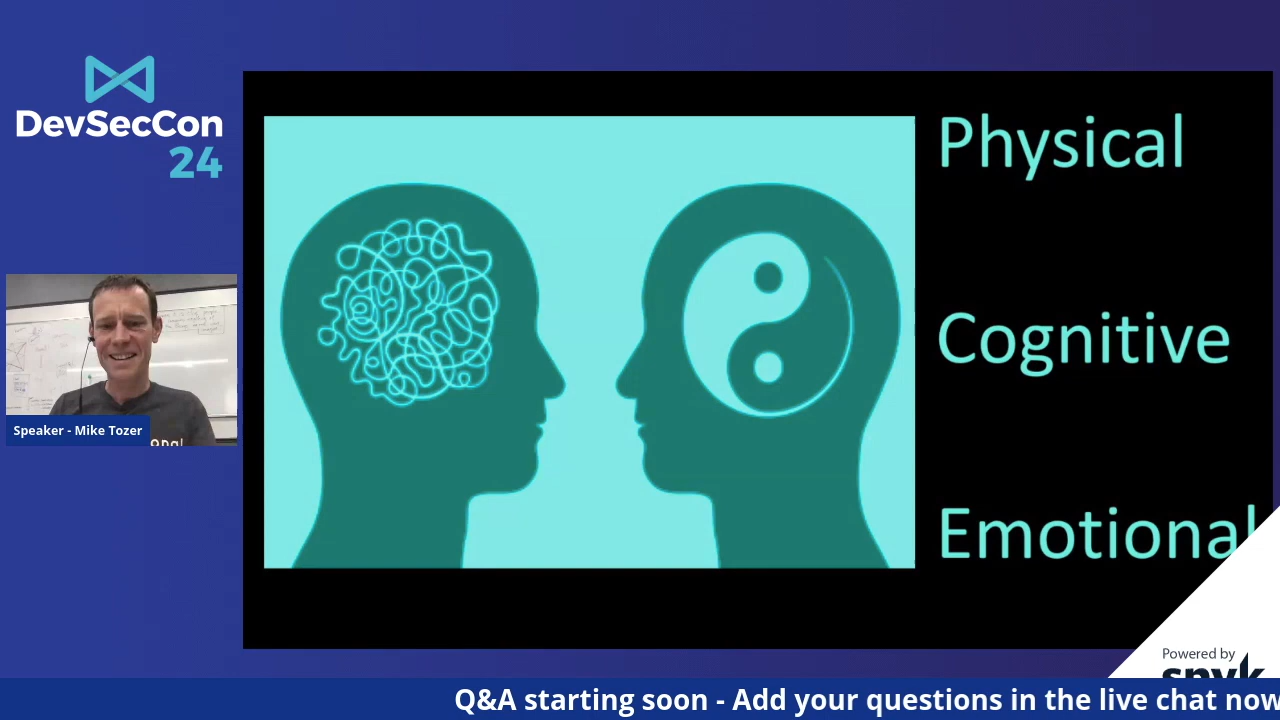 DevSecCon
24
Speaker - Mike Tozer
Physical
Cognitive
Emotional
Powered by
snyk
Q&A starting soon - Add your questions in the live chat now